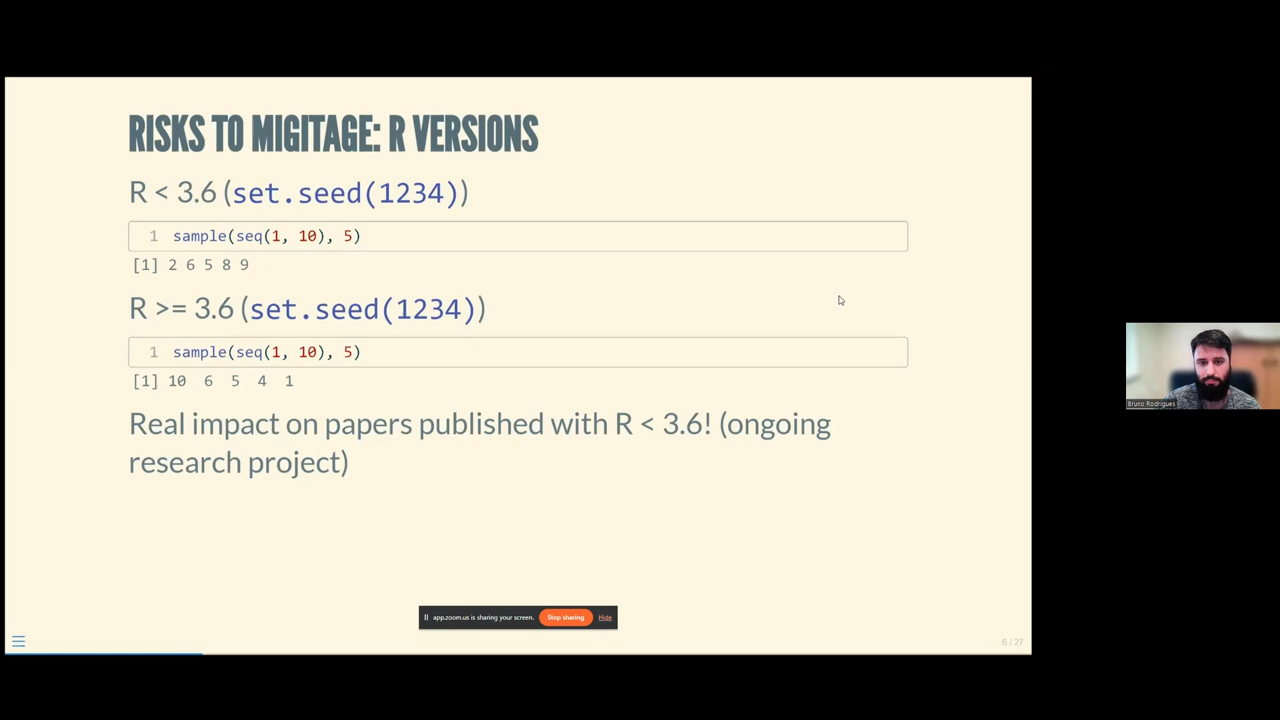 RISKS TO MIGITAGE: R VERSIONS
R < 3.6 (set.seed(1234))
1 sample(seq(1, 10), 5)
[1] 2 6 5 8 9
R >= 3.6 (set.seed(1234))
1 sample(seq(1, 10), 5)
[1] 10 6 5 4 1
Real impact on papers published with R < 3.6! (ongoing
research project)
Bruno Rodrigues
app.zoom.us is sharing your screen. Stop sharing Hide
6 / 27